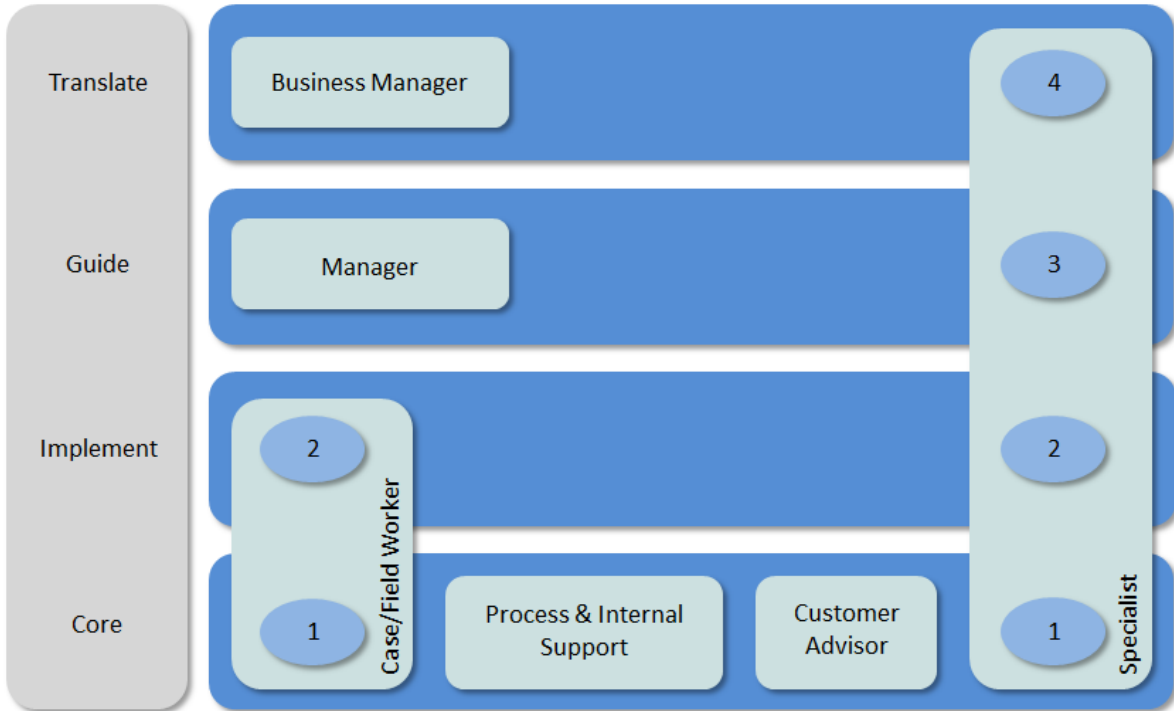 Translate
Business Manager
4
Guide
Manager
3
Implement
2
2
Case/Field Worker
Core
1
Process & Internal
Support
Customer
Advisor
1
Specialist